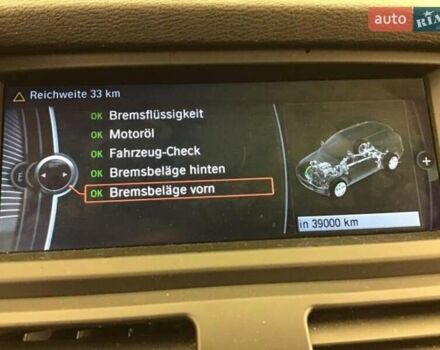 auto RIA
Reichweite 33 km
OK Bremsflüssigkeit
OK Motoröl
OK Fahrzeug-Check
OK Bremsbeläge hinten
OK Bremsbeläge vorn
E
+
in 39000 km